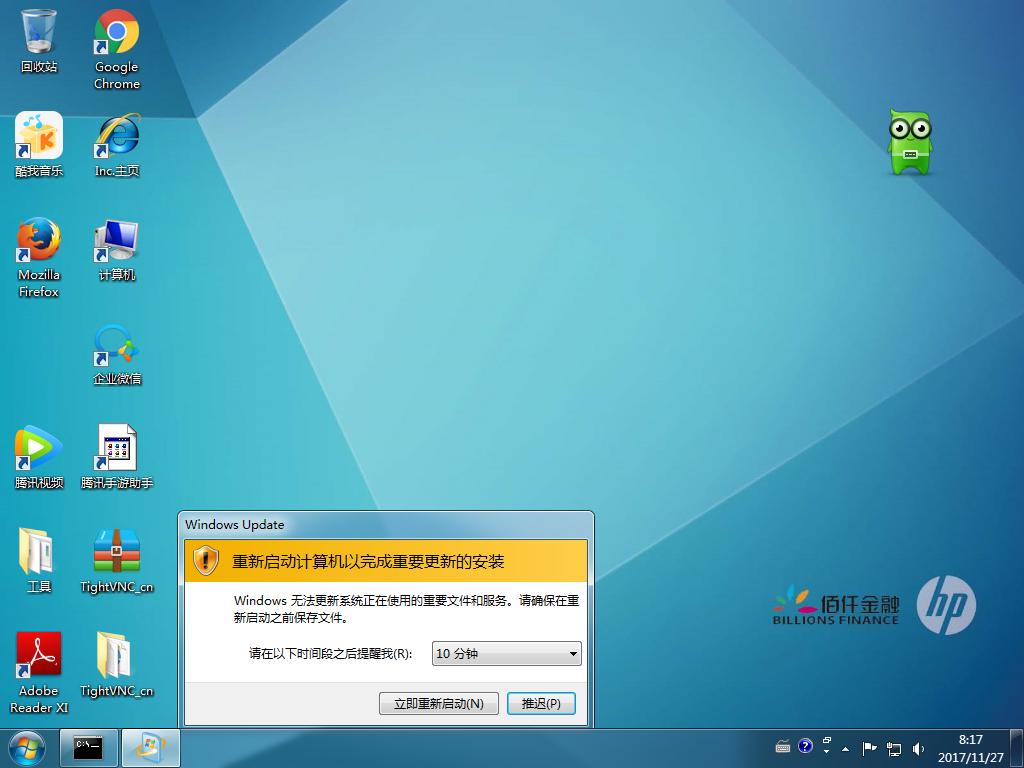 回收站
Google
Chrome
酷我音乐
Inc.主页
Mozilla
Firefox
计算机
企业微信
腾讯视频
腾讯手游助手
工具
TightVNC_cn
Adobe
Reader XI
TightVNC_cn
佰仟金融
BILLIONS FINANCE
hp
Windows Update
重新启动计算机以完成重要更新的安装
Windows 无法更新系统正在使用的重要文件和服务。请确保在重
新启动之前保存文件。
请在以下时间段之后提醒我(R):
10 分钟
立即重新启动(N)
推迟(P)
C:\
8:17
2017/11/27